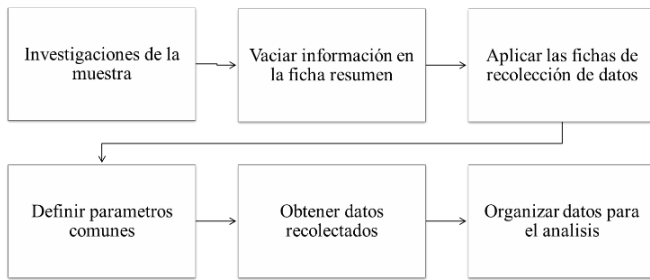 Investigaciones de la
muestra
Vaciar información en
la ficha resumen
Aplicar las fichas de
recolección de datos
Definir parametros
comunes
Obtener datos
recolectados
Organizar datos para
el analisis